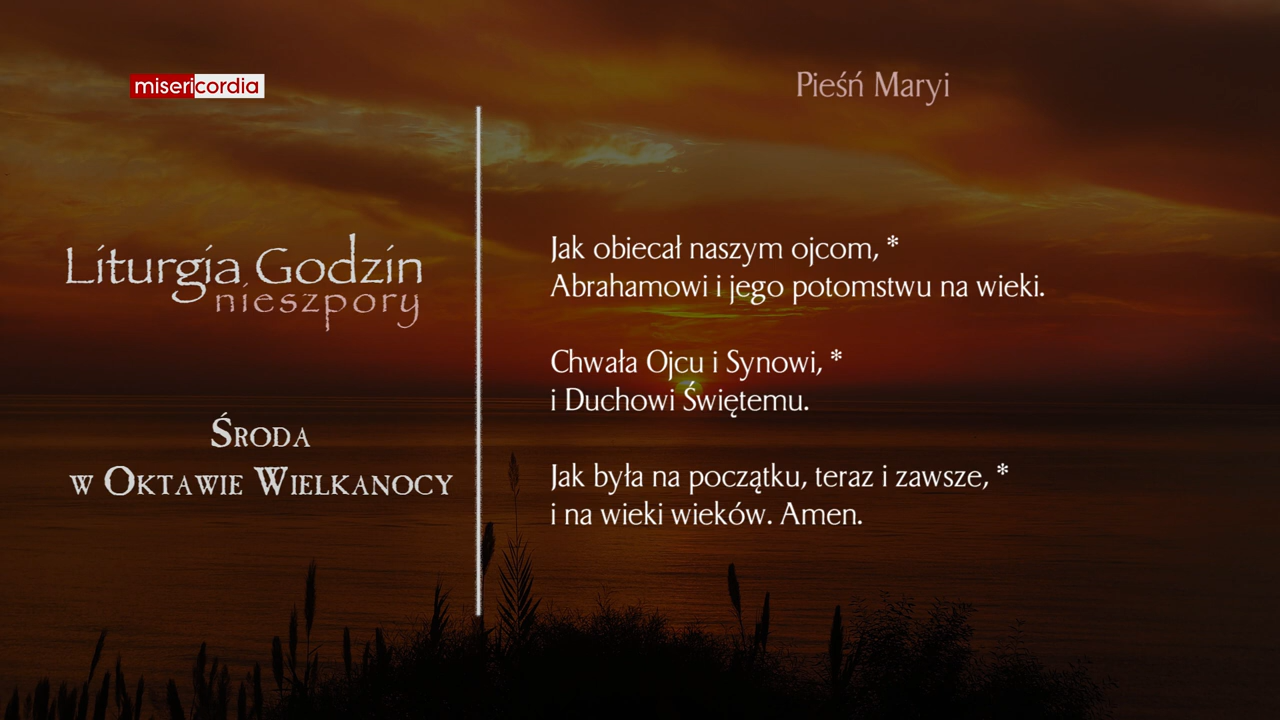 misericordia
Pieśń Maryi
Liturgia Godzin
nieszpory
Środa
w Oktawie Wielkanocy
Jak obiecał naszym ojcom, *
Abrahamowi i jego potomstwu na wieki.
Chwała Ojcu i Synowi, *
i Duchowi Świętemu.
Jak była na początku, teraz i zawsze, *
i na wieki wieków. Amen.